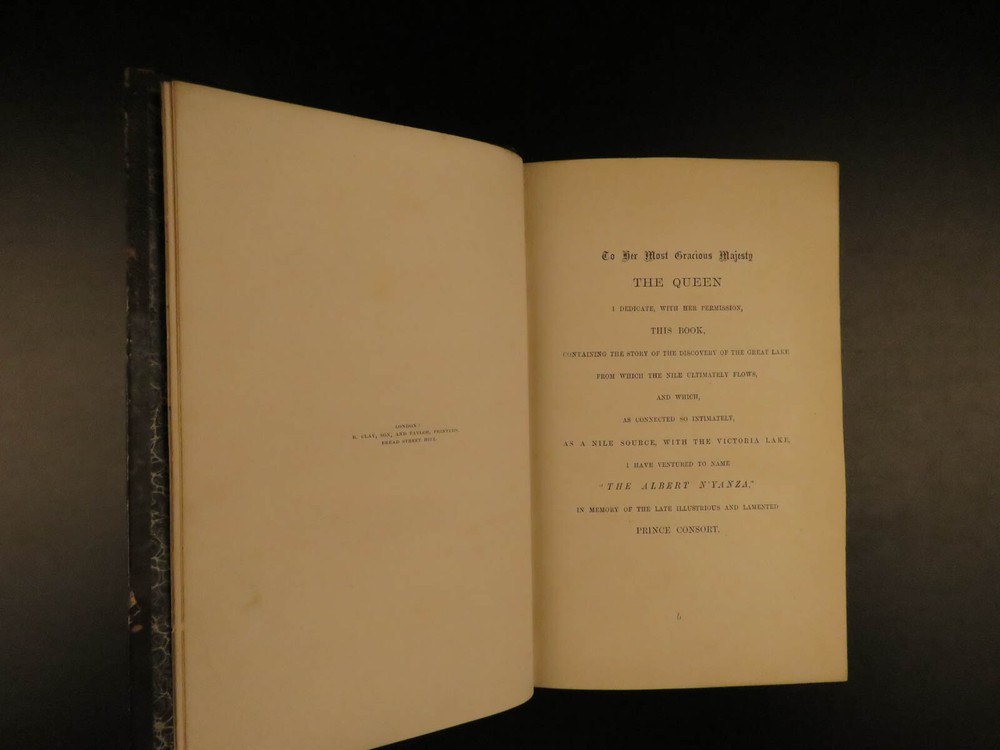 LONDON:
R. CLAY, SON, AND TAYLOR, PRINTERS,
BREAD STREET HILL.
To Her Most Gracious Majesty
THE QUEEN
I DEDICATE, WITH HER PERMISSION,
THIS BOOK,
CONTAINING THE STORY OF THE DISCOVERY OF THE GREAT LAKE
FROM WHICH THE NILE ULTIMATELY FLOWS,
AND WHICH,
AS CONNECTED SO INTIMATELY,
AS A NILE SOURCE, WITH THE VICTORIA LAKE,
I HAVE VENTURED TO NAME
"THE ALBERT N'YANZA,"
IN MEMORY OF THE LATE ILLUSTRIOUS AND LAMENTED
PRINCE CONSORT.
b